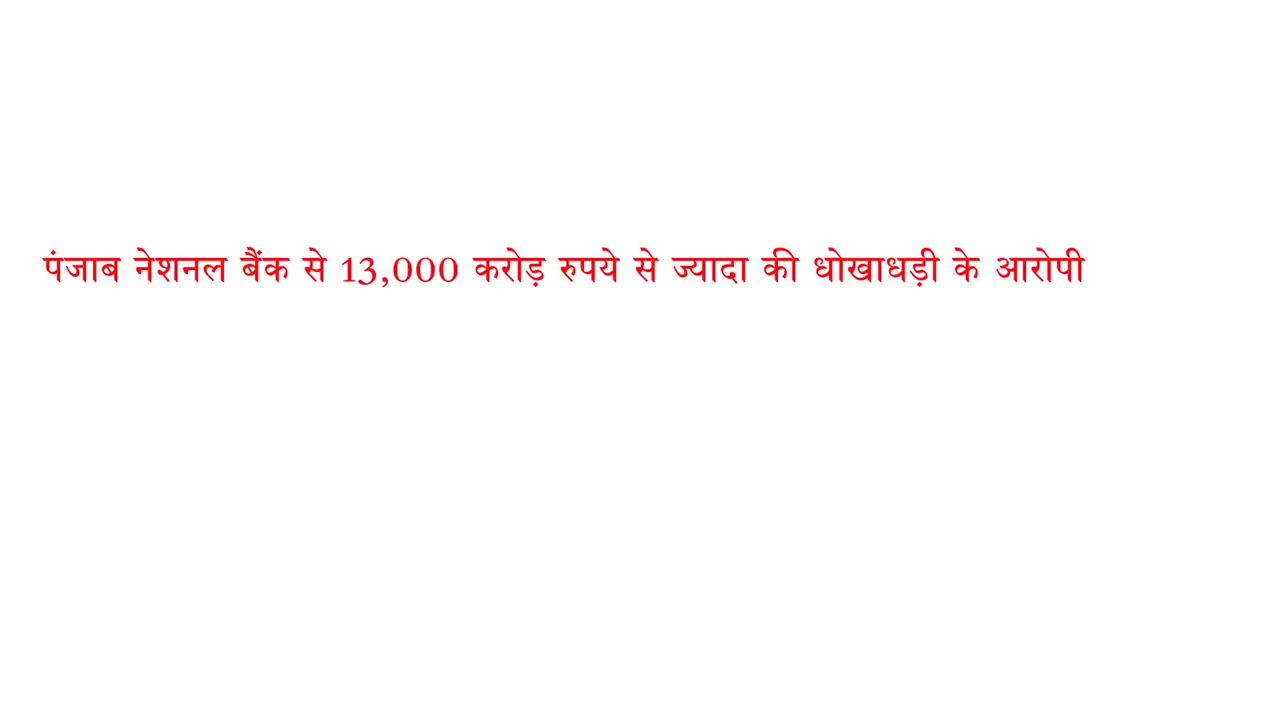 पंजाब नेशनल बैंक से 13,000 करोड़ रुपये से ज्यादा की धोखाधड़ी के आरोपी